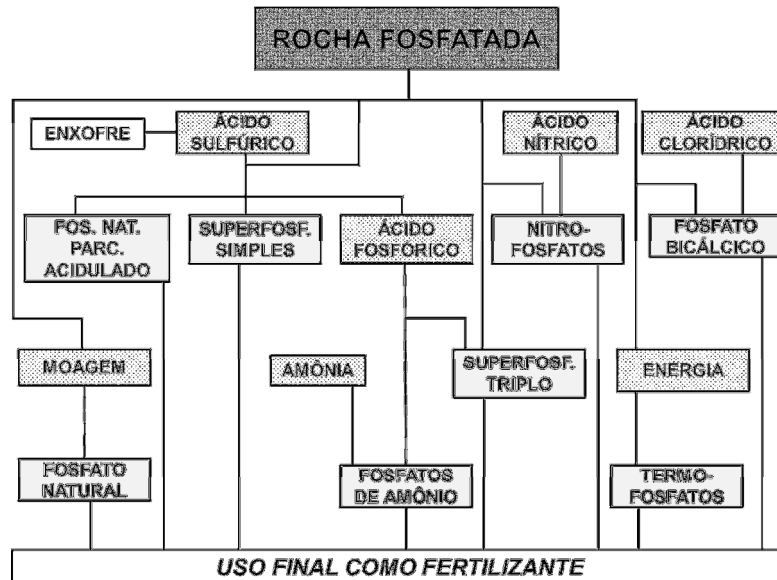 ROCHA FOSFATADA
ENXOFRE
ÁCIDO
SULFÚRICO
ÁCIDO
NÍTRICO
ÁCIDO
CLORÍDRICO
FOS. NAT.
PARC.
ACIDULADO
SUPERFOSF.
SIMPLES
ÁCIDO
FOSFÓRICO
NITRO-
FOSFATOS
FOSFATO
BICÁLCICO
MOAGEM
AMÔNIA
SUPERFOSF.
TRIPLO
ENERGIA
FOSFATO
NATURAL
FOSFATOS
DE AMÔNIO
TERMO-
FOSFATOS
USO FINAL COMO FERTILIZANTE